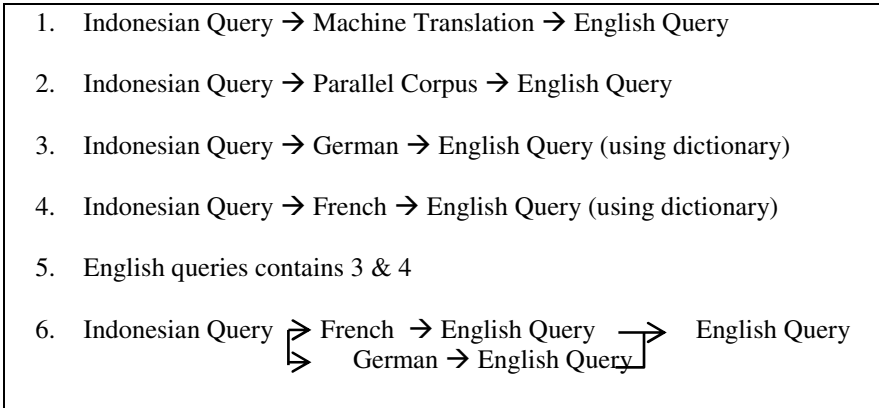 1. Indonesian Query → Machine Translation → English Query
2. Indonesian Query → Parallel Corpus → English Query
3. Indonesian Query → German → English Query (using dictionary)
4. Indonesian Query → French → English Query (using dictionary)
5. English queries contains 3 & 4
6. Indonesian Query French → English Query English Query
German → English Query